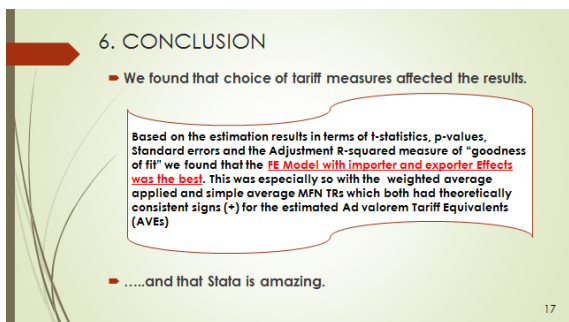 6. CONCLUSION
We found that choice of tariff measures affected the results.
Based on the estimation results in terms of t-statistics, p-values,
Standard errors and the Adjustment R-squared measure of “goodness
of fit” we found that the FE Model with importer and exporter Effects
was the best. This was especially so with the weighted average
applied and simple average MFN TRs which both had theoretically
consistent signs (+) for the estimated Ad valorem Tariff Equivalents
(AVEs)
…..and that Stata is amazing.
17